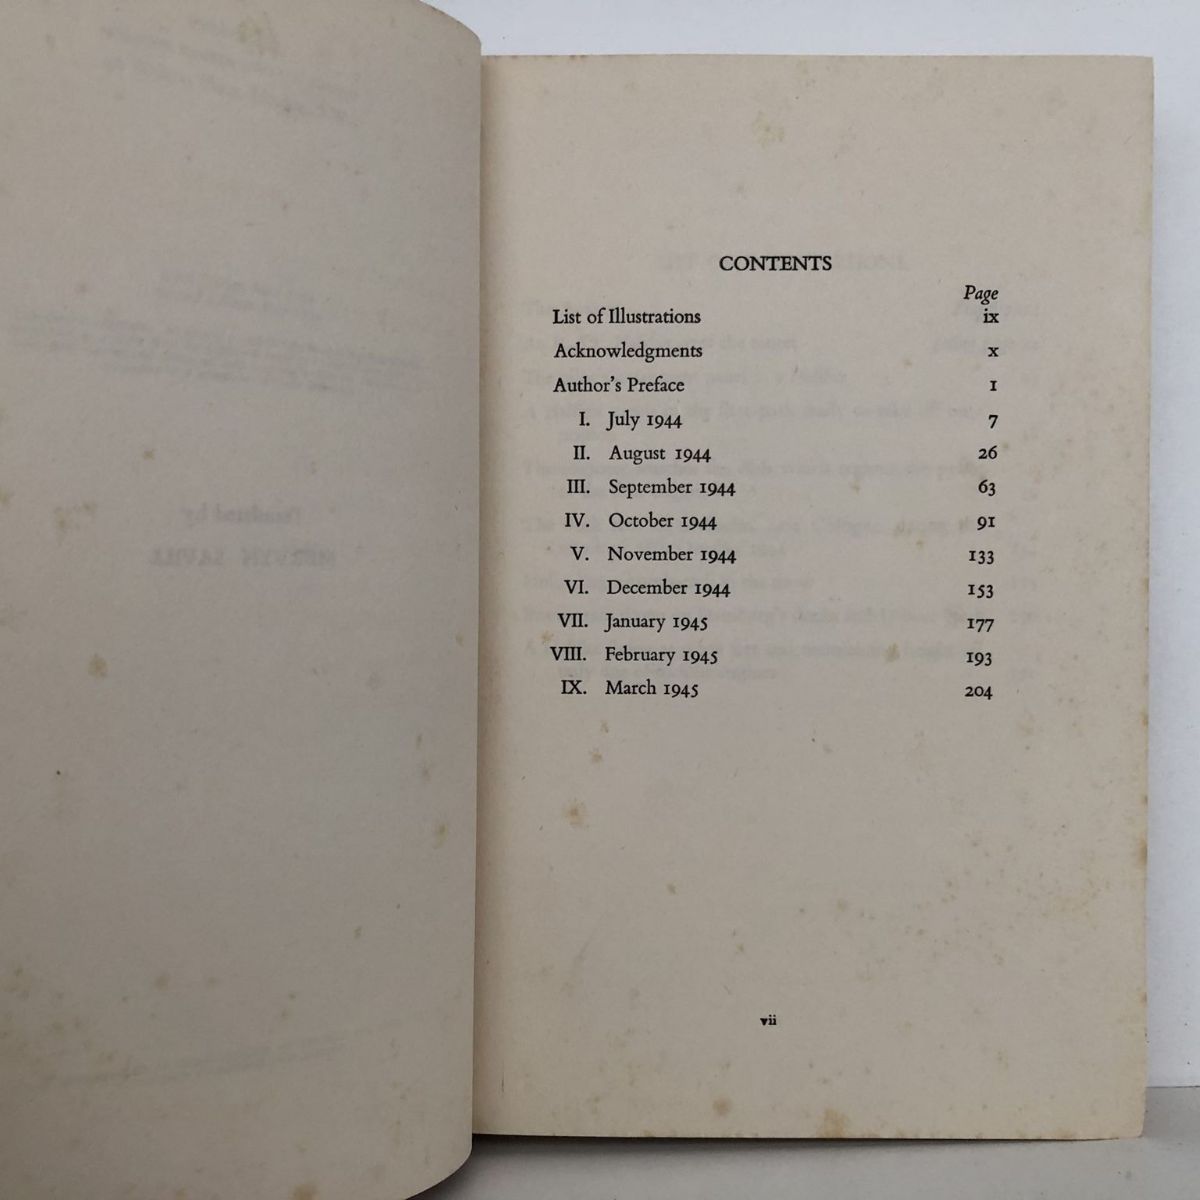 CONTENTS
Page
List of Illustrations ix
Acknowledgments x
Author's Preface 1
I. July 1944 7
II. August 1944 26
III. September 1944 63
IV. October 1944 91
V. November 1944 133
VI. December 1944 153
VII. January 1945 177
VIII. February 1945 193
IX. March 1945 204
vii